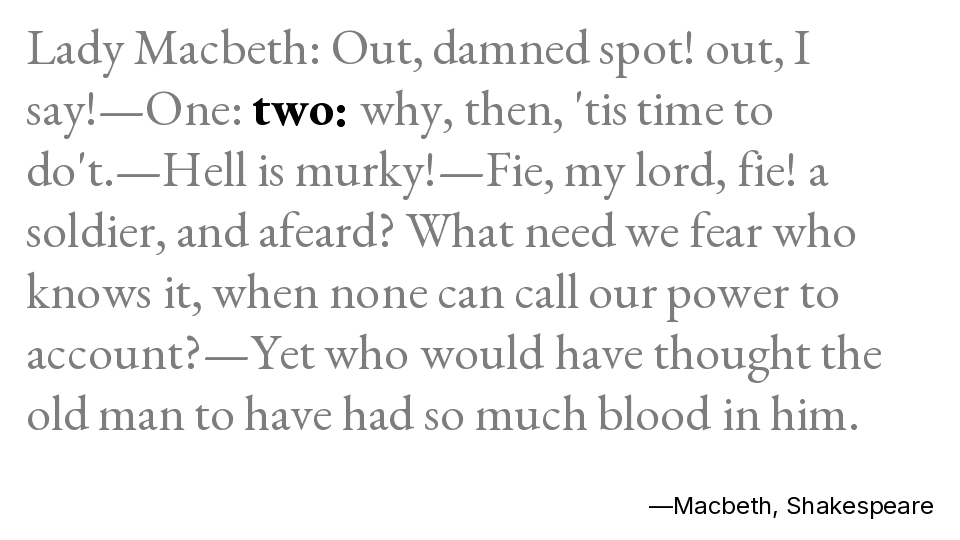 Lady Macbeth: Out, damned spot! out, I
say!—One: two: why, then, 'tis time to
do't.—Hell is murky!—Fie, my lord, fie! a
soldier, and afeard? What need we fear who
knows it, when none can call our power to
account?—Yet who would have thought the
old man to have had so much blood in him.
—Macbeth, Shakespeare